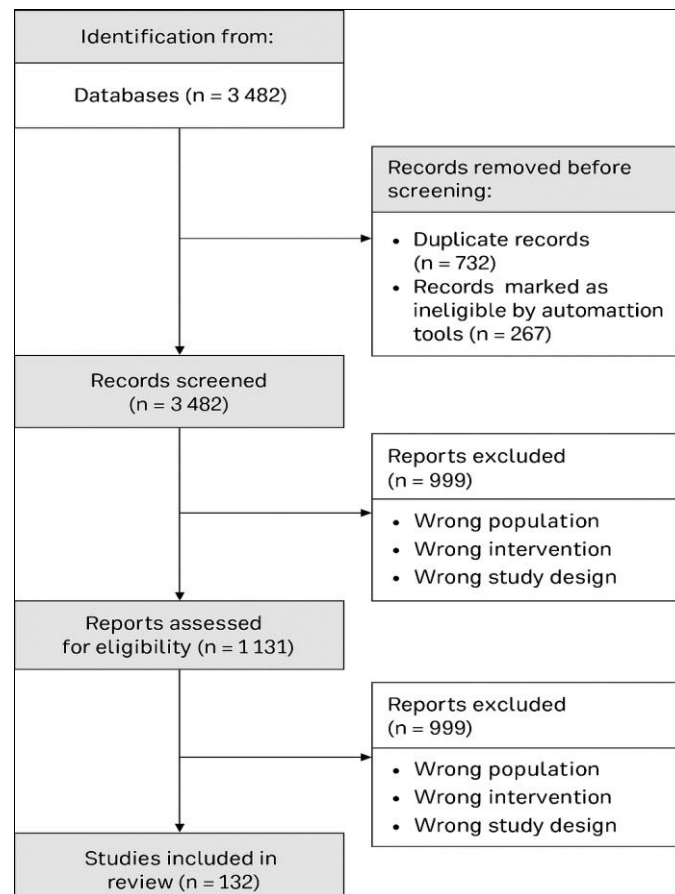 Identification from:
Databases (n = 3 482)
Records removed before
screening:
• Duplicate records
(n = 732)
• Records marked as
ineligible by automattion
tools (n = 267)
Records screened
(n = 3 482)
Reports excluded
(n = 999)
• Wrong population
• Wrong intervention
• Wrong study design
Reports assessed
for eligibility (n = 1 131)
Reports excluded
(n = 999)
• Wrong population
• Wrong intervention
• Wrong study design
Studies included in
review (n = 132)